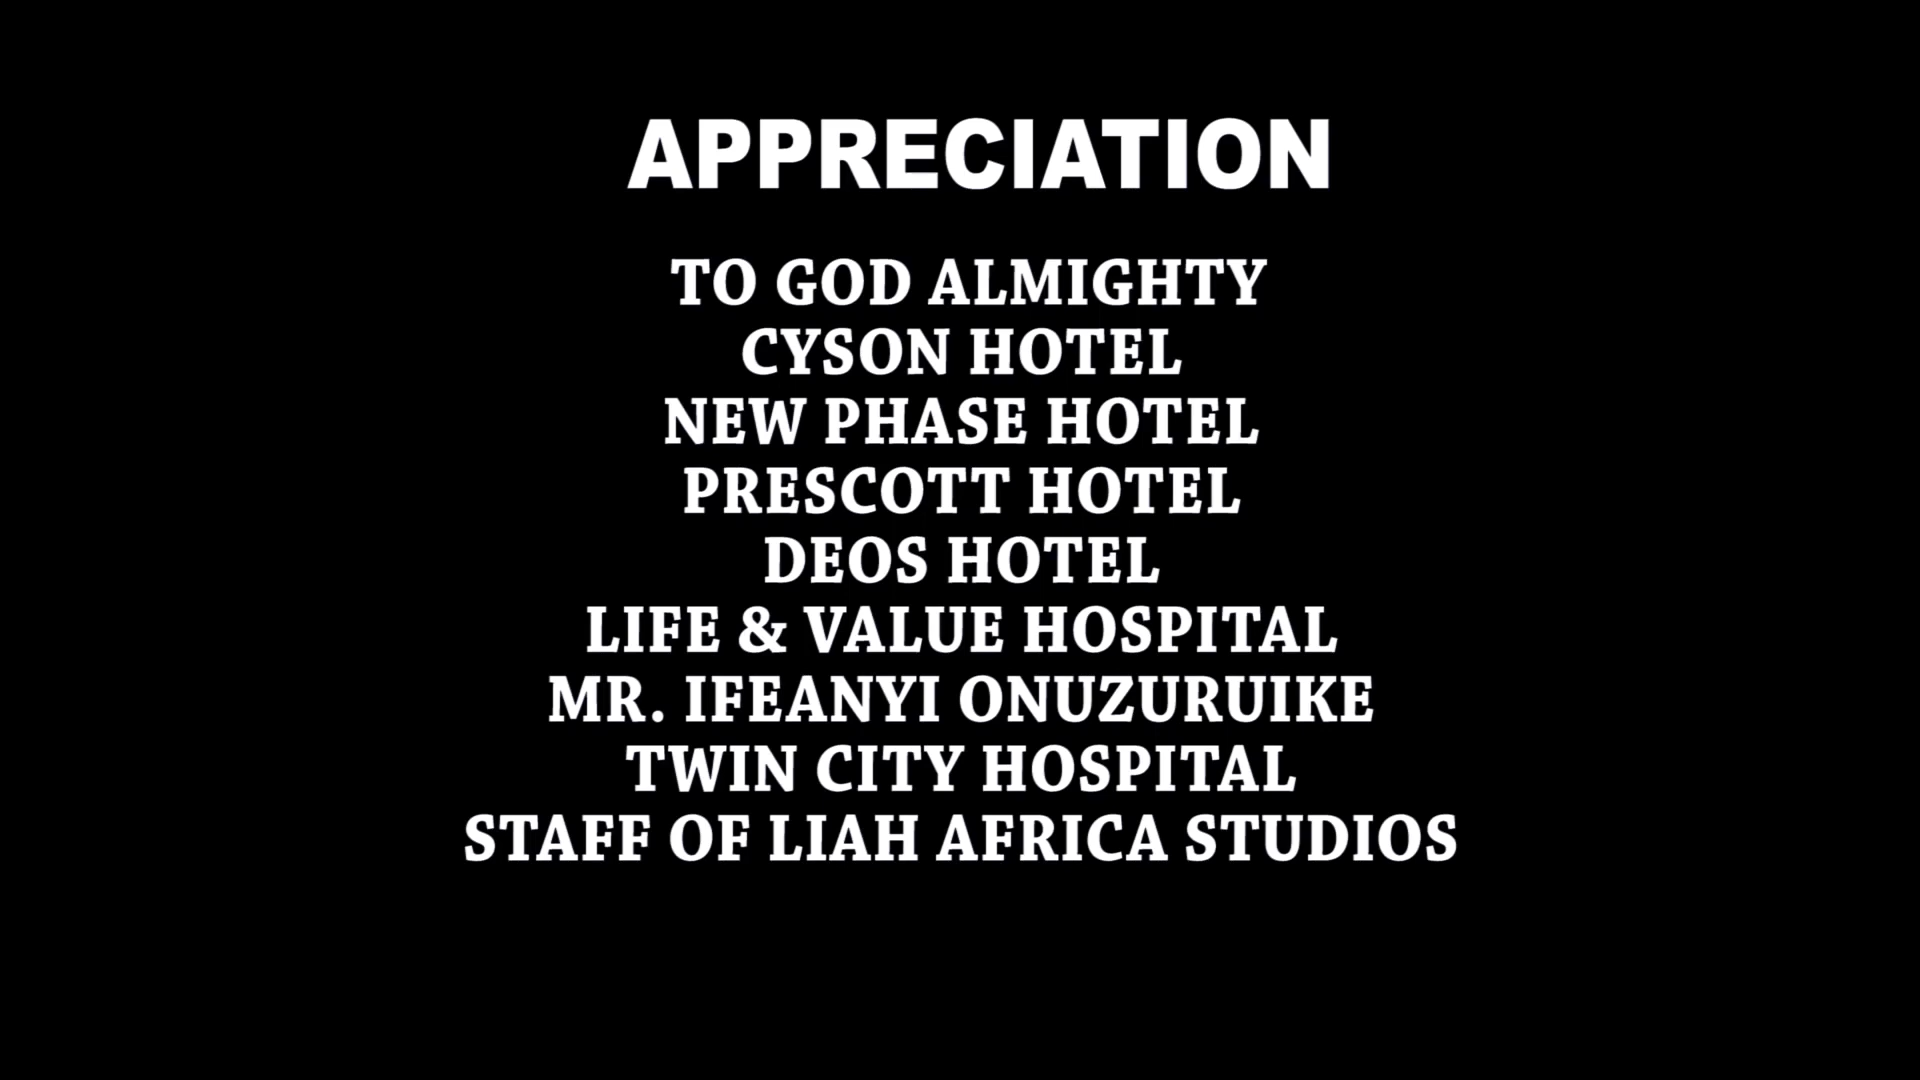 APPRECIATION
TO GOD ALMIGHTY
CYSON HOTEL
NEW PHASE HOTEL
PRESCOTT HOTEL
DEOS HOTEL
LIFE & VALUE HOSPITAL
MR. IFEANYI ONUZURUIKE
TWIN CITY HOSPITAL
STAFF OF LIAH AFRICA STUDIOS